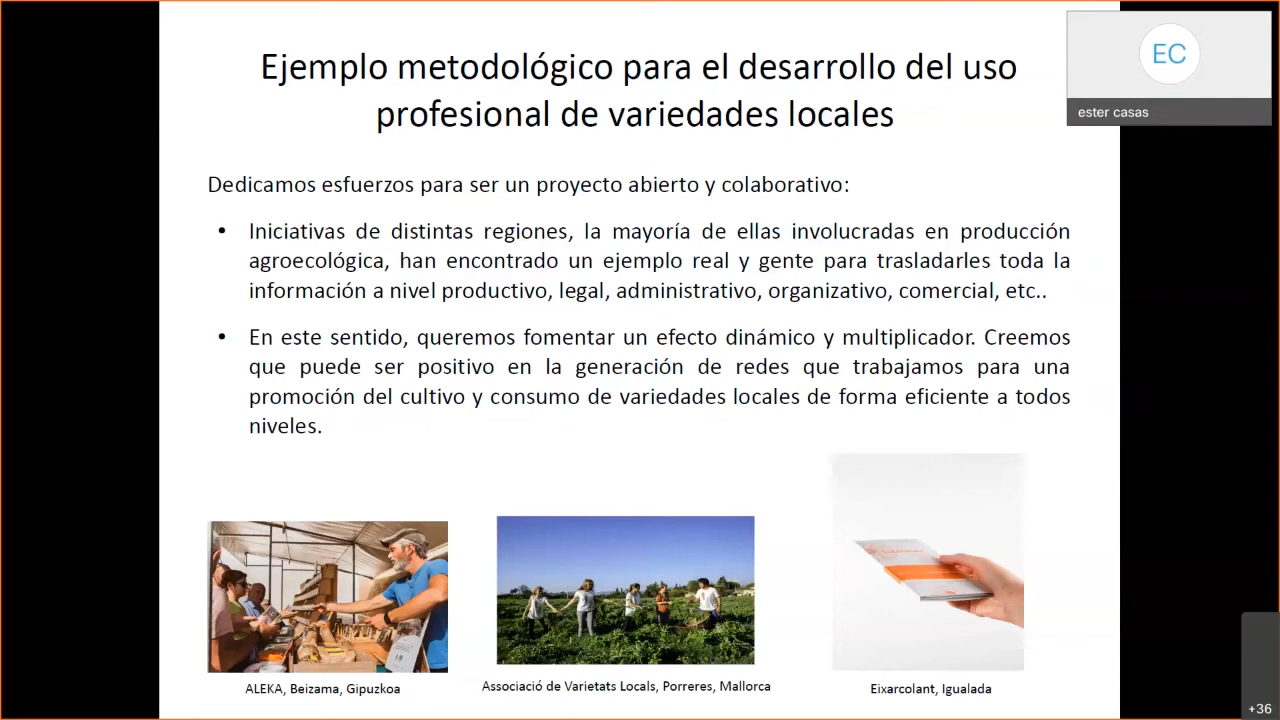 Ejemplo metodológico para el desarrollo del uso
profesional de variedades locales
EC
ester casas
Dedicamos esfuerzos para ser un proyecto abierto y colaborativo:
• Iniciativas de distintas regiones, la mayoría de ellas involucradas en producción
agroecológica, han encontrado un ejemplo real y gente para trasladarles toda la
información a nivel productivo, legal, administrativo, organizativo, comercial, etc..
• En este sentido, queremos fomentar un efecto dinámico y multiplicador. Creemos
que puede ser positivo en la generación de redes que trabajamos para una
promoción del cultivo y consumo de variedades locales de forma eficiente a todos
niveles.
ALEKA, Beizama, Gipuzkoa
Associació de Varietats Locals, Porreres, Mallorca
Eixarcolant, Igualada
+36